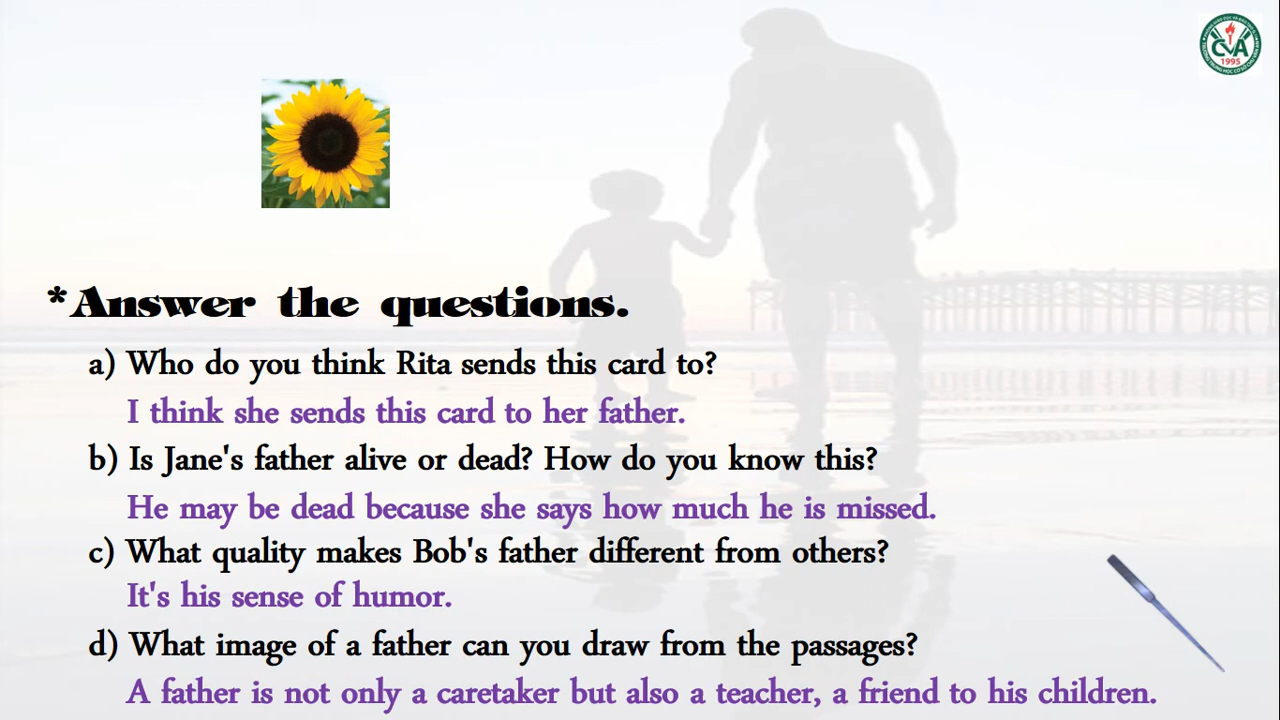 CVA
1995
*Answer the questions.
a) Who do you think Rita sends this card to?
I think she sends this card to her father.
b) Is Jane's father alive or dead? How do you know this?
He may be dead because she says how much he is missed.
c) What quality makes Bob's father different from others?
It's his sense of humor.
d) What image of a father can you draw from the passages?
A father is not only a caretaker but also a teacher, a friend to his children.